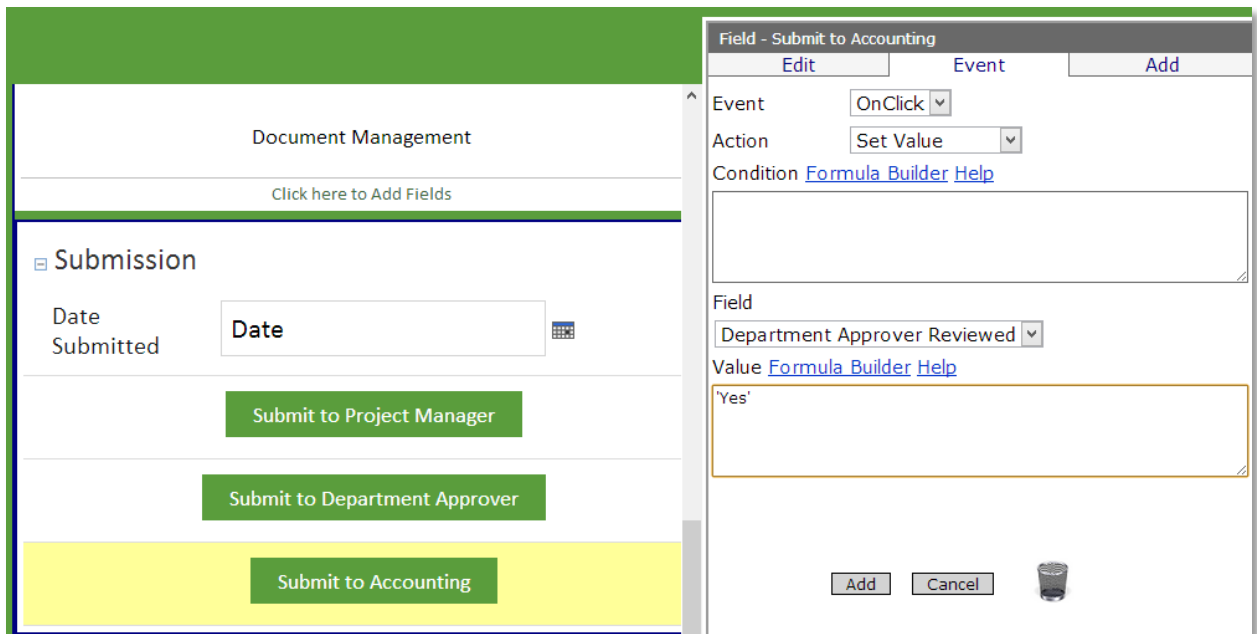 Document Management
Click here to Add Fields
Submission
Date
Submitted
Date
Submit to Project Manager
Submit to Department Approver
Submit to Accounting
Field - Submit to Accounting
Edit Event Add
Event OnClick
Action Set Value
Condition Formula Builder Help
Field
Department Approver Reviewed
Value Formula Builder Help
'Yes'
Add Cancel